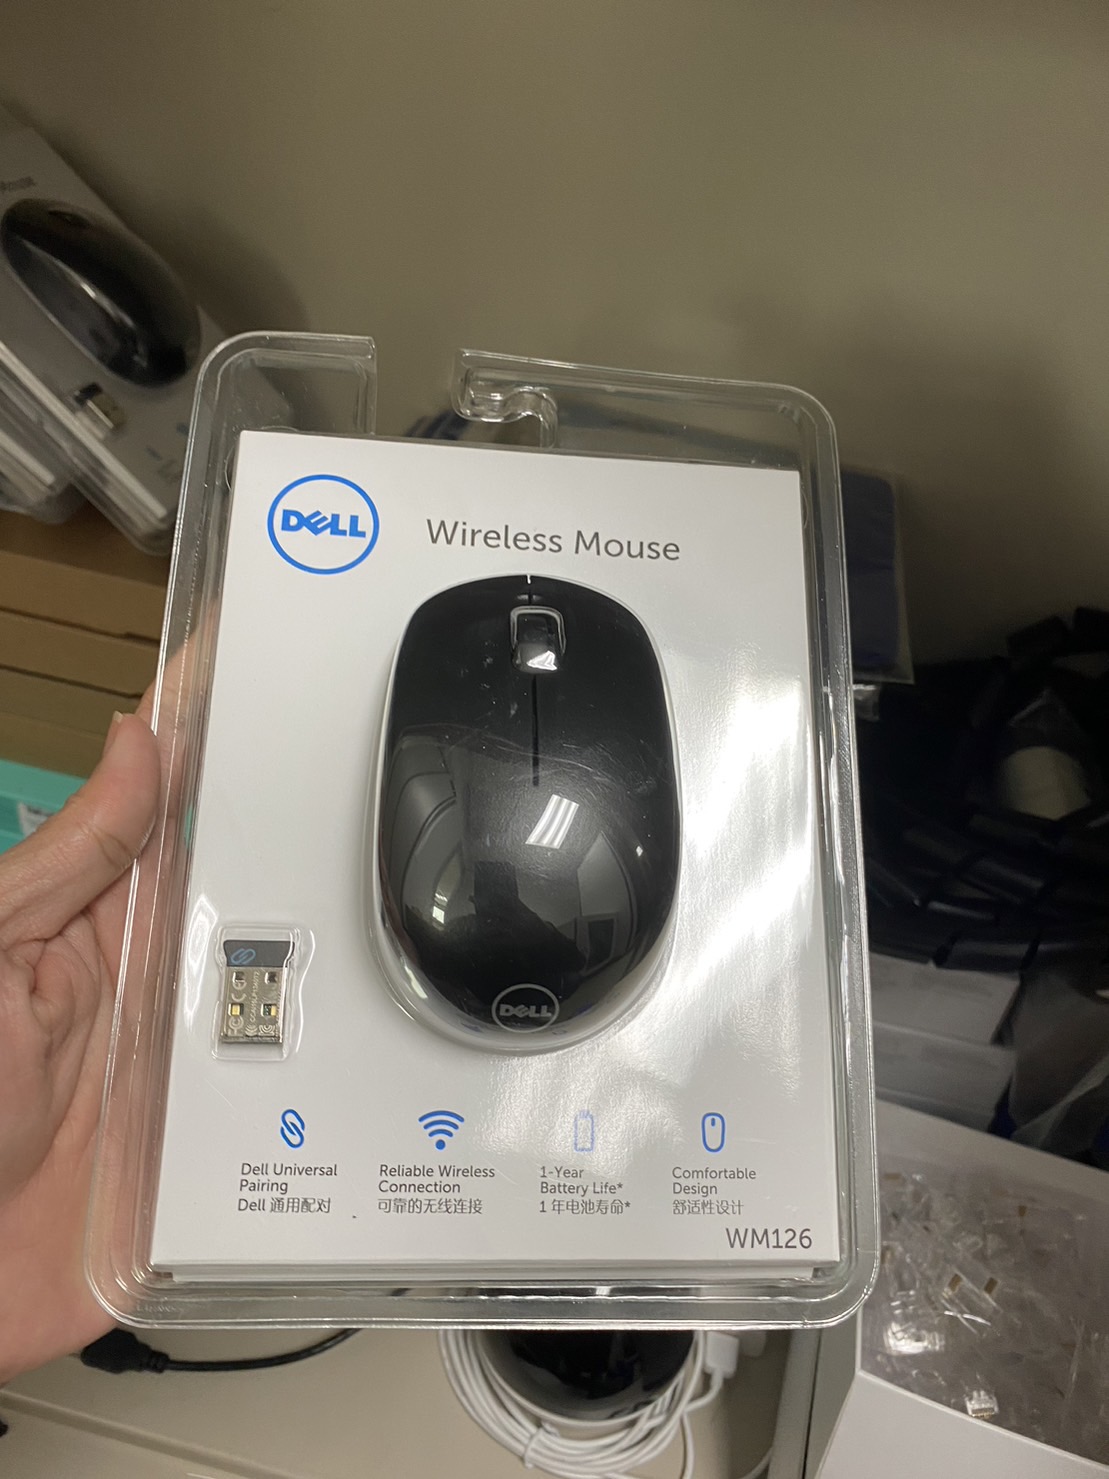 DELL
Wireless Mouse
DELL
Dell Universal
Pairing
Dell 通用配对
Reliable Wireless
Connection
可靠的无线连接
1-Year
Battery Life*
1 年电池寿命*
Comfortable
Design
舒适性设计
WM126